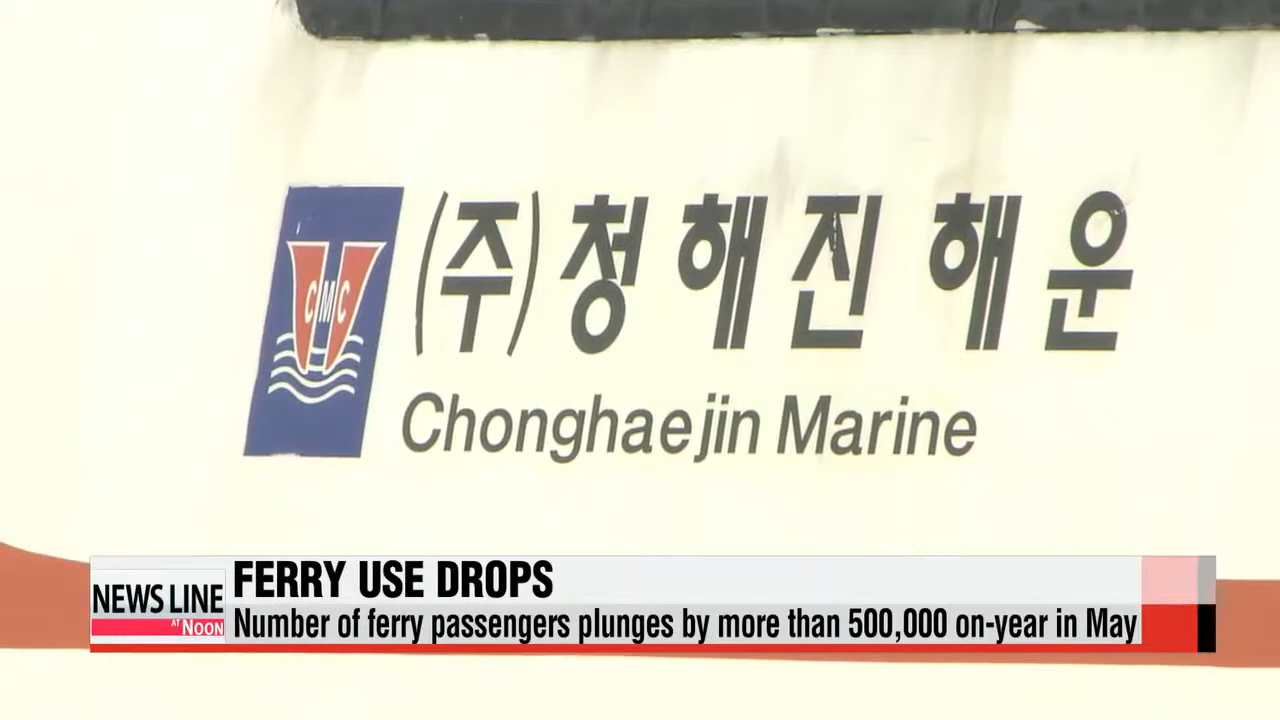 CMC
(주)청해진해운
Chonghaejin Marine
NEWS LINE
AT NOON
FERRY USE DROPS
Number of ferry passengers plunges by more than 500,000 on-year in May